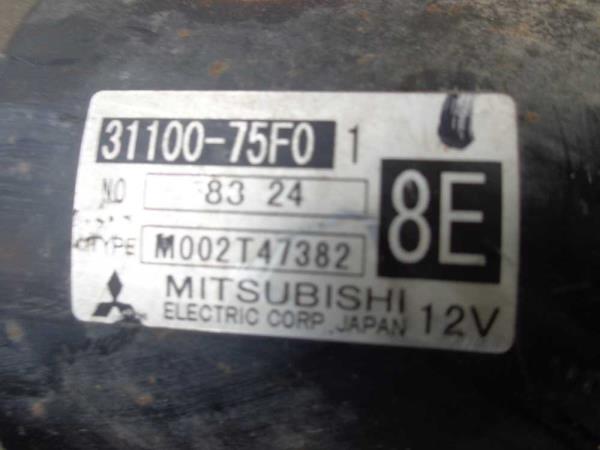 31100-75F0 1
NO 83 24
8E
TYPE M002T47382
MITSUBISHI
ELECTRIC CORP. JAPAN 12V